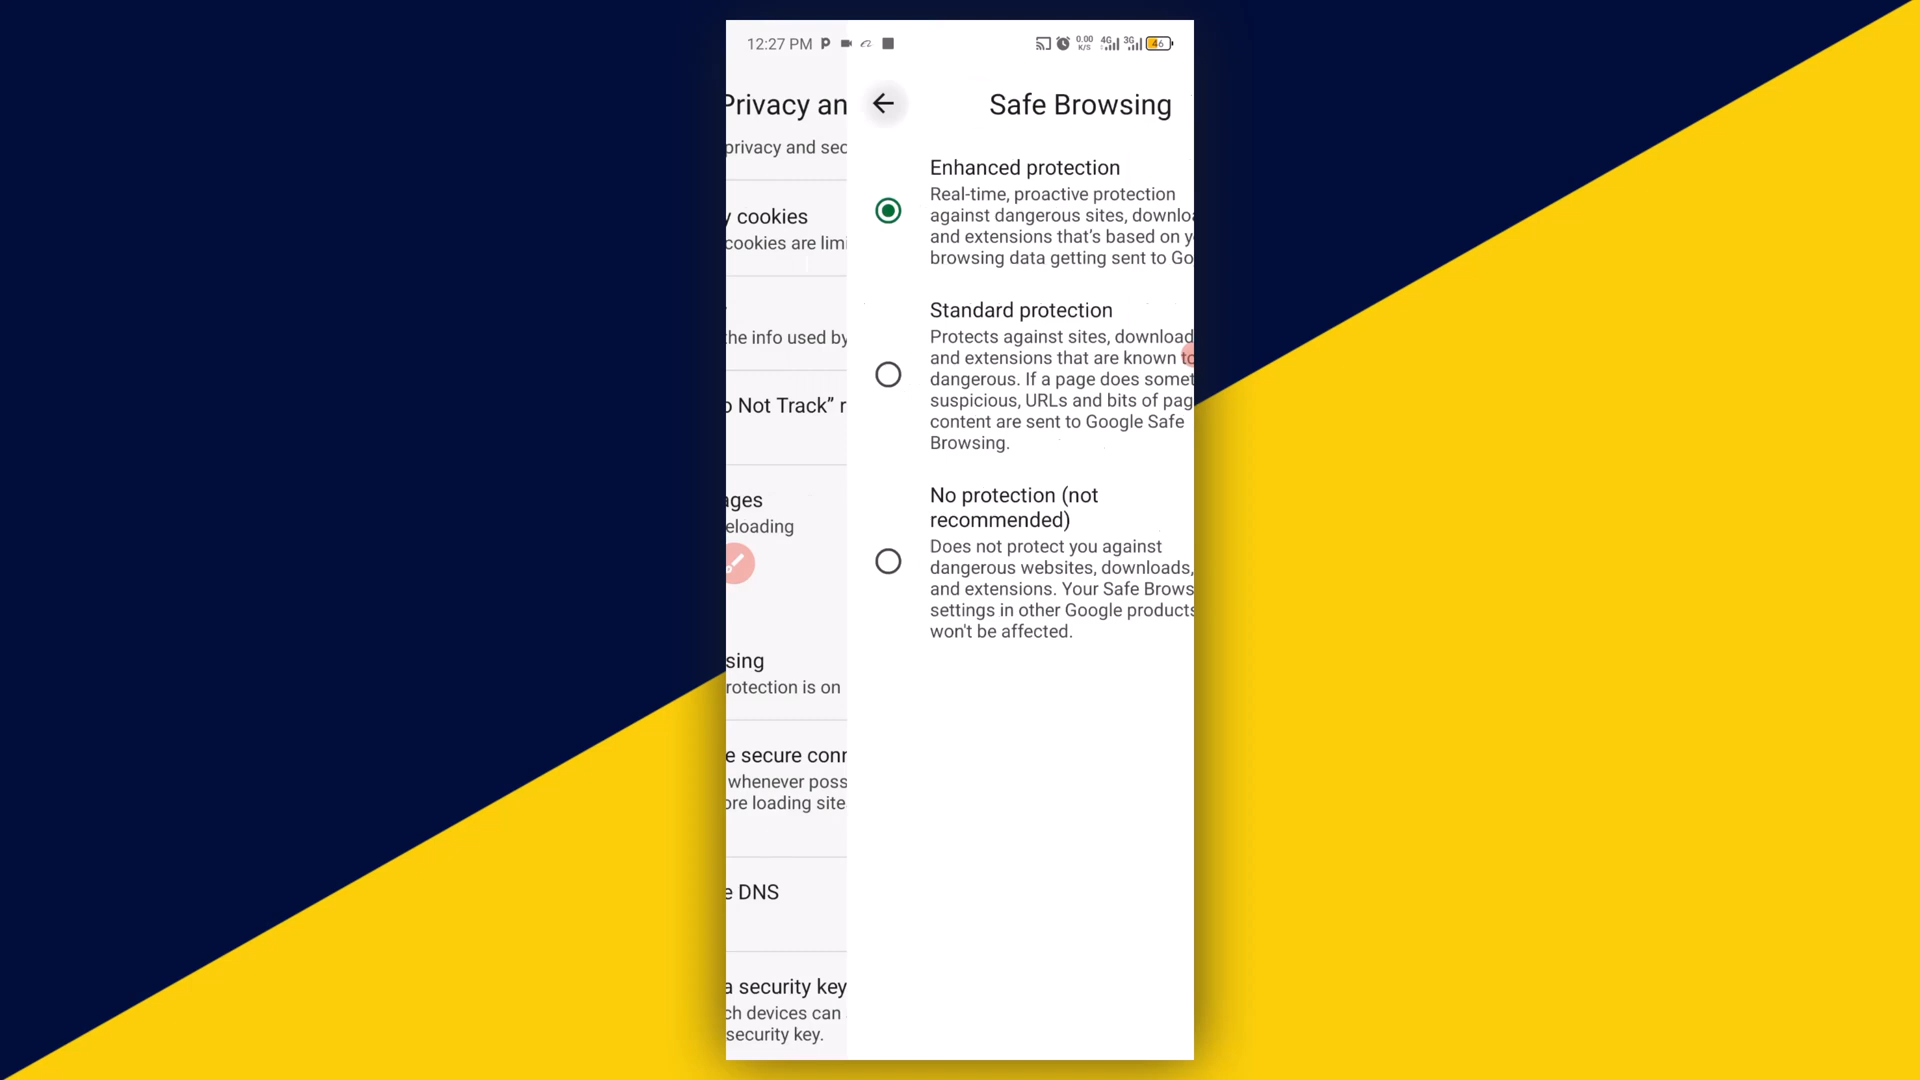 12:27 PM
0.00
K/S
4G
3G
46
Privacy an
privacy and sec
y cookies
cookies are limi
the info used by
o Not Track” r
ages
eloading
sing
rotection is on
e secure conn
whenever poss
ore loading site
e DNS
a security key
ch devices can
security key.
Safe Browsing
Enhanced protection
Real-time, proactive protection
against dangerous sites, downloa
and extensions that’s based on y
browsing data getting sent to Go
Standard protection
Protects against sites, download
and extensions that are known to
dangerous. If a page does somet
suspicious, URLs and bits of pag
content are sent to Google Safe
Browsing.
No protection (not
recommended)
Does not protect you against
dangerous websites, downloads,
and extensions. Your Safe Brows
settings in other Google products
won't be affected.